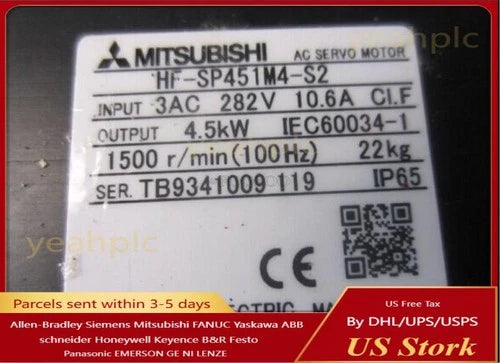 yeahplc
MITSUBISHI AC SERVO MOTOR
HF-SP451M4-S2
INPUT 3AC 282V 10.6A Cl.F
OUTPUT 4.5kW IEC60034-1
1500 r/min(100Hz) 22kg
SER. TB9341009 119 IP65
yeahplc
CE
Parcels sent within 3-5 days
US Free Tax
Allen-Bradley Siemens Mitsubishi FANUC Yaskawa ABB
By DHL/UPS/USPS
schneider Honeywell Keyence B&R Festo
US Stork
Panasonic EMERSON GE NI LENZE